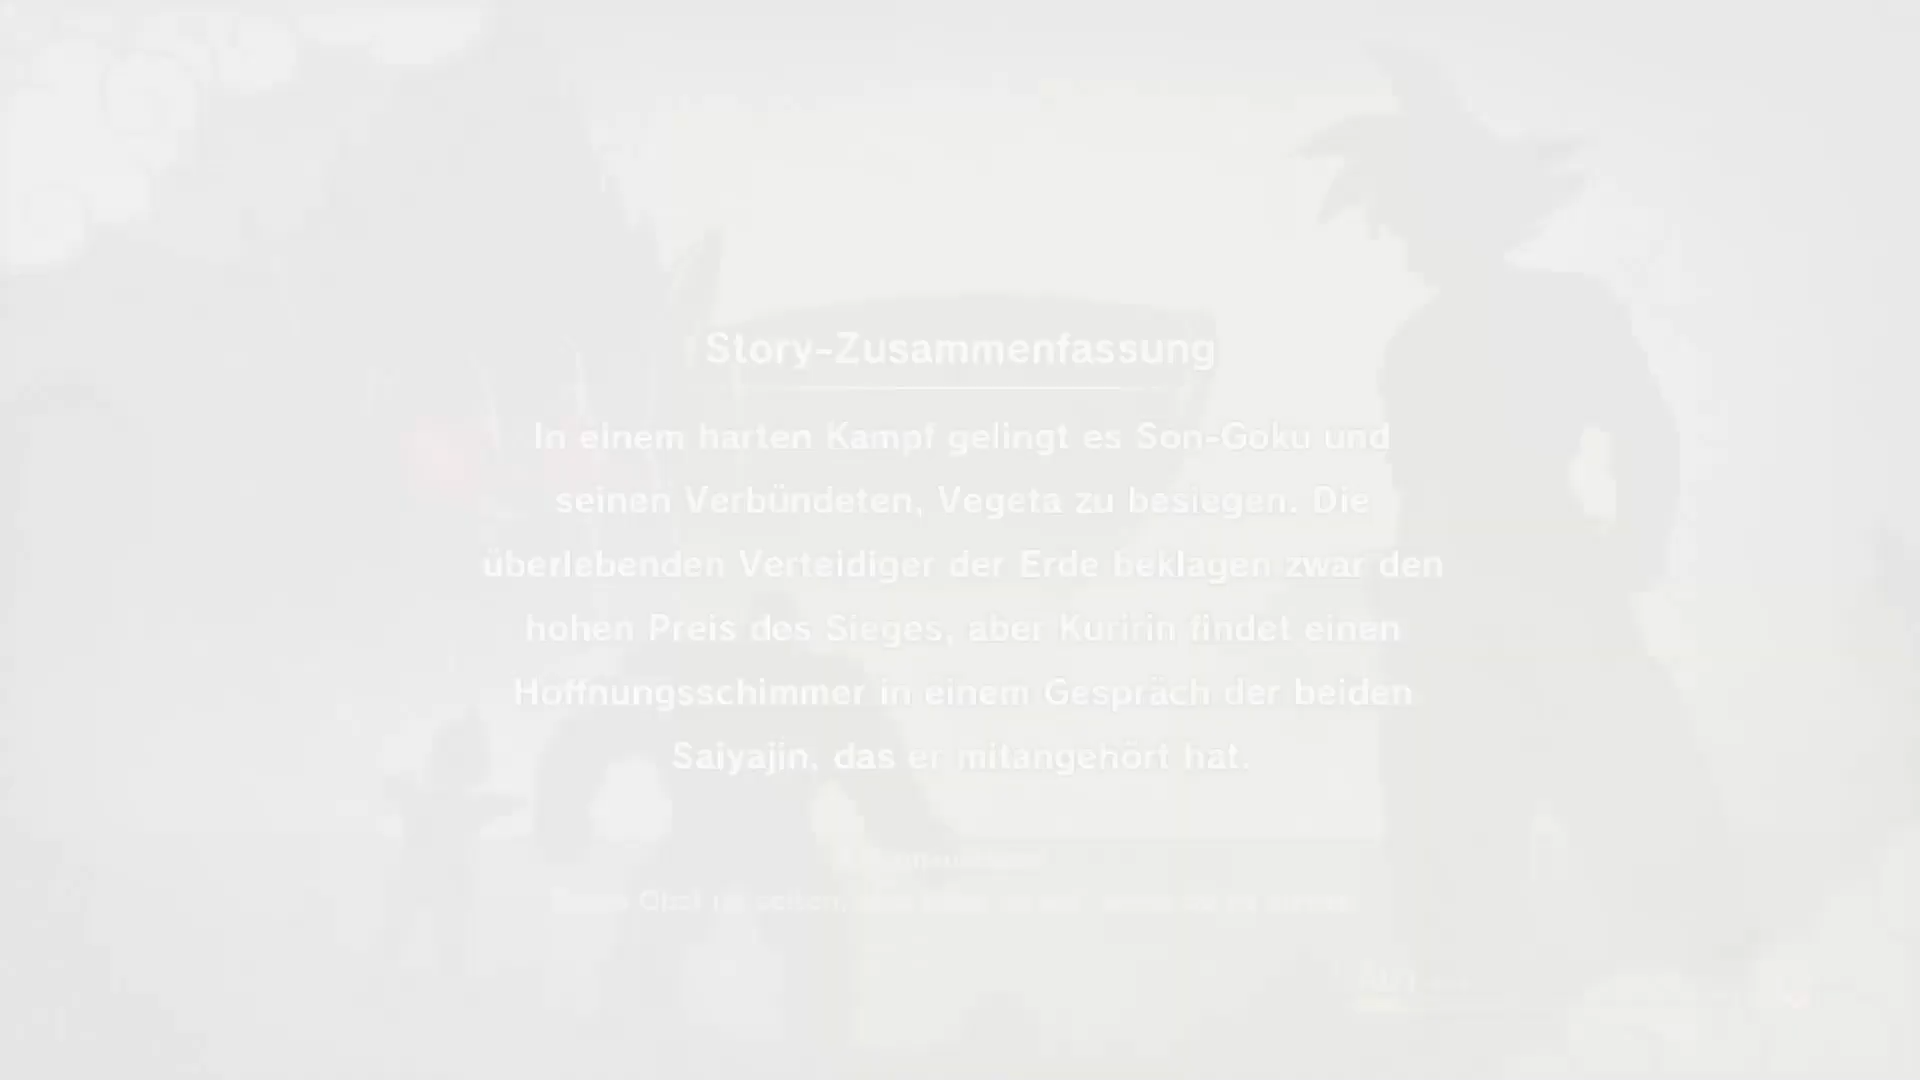 Story-Zusammenfassung
In einem harten Kampf gelingt es Son-Goku und
seinen Verbündeten, Vegeta zu besiegen. Die
überlebenden Verteidiger der Erde beklagen zwar den
hohen Preis des Sieges, aber Kuririn findet einen
Hoffnungsschimmer in einem Gespräch der beiden
Saiyajin, das er mitangehört hat.